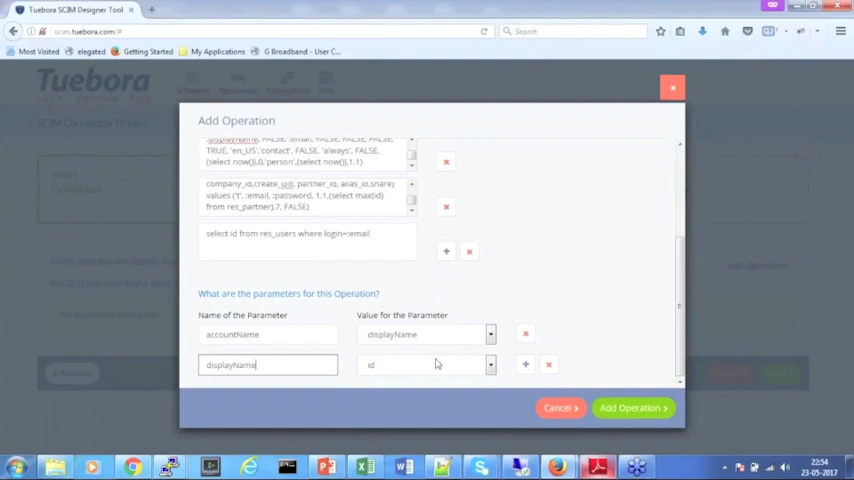 Tuebora SCIM Designer Tool
scim.tuebora.com/#
Search
Most Visited
elegated
Getting Started
My Applications
G Broadband - User C...
Tuebora
SCIM Connector Wizard
Add Operation
TRUE, 'en_US','contact', FALSE, 'always', FALSE,
(select now()),0,'person',(select now()),1,1)
company_id,create_uid, partner_id, alias_id,share)
values ('t', :email, :password, 1,1,(select max(id)
from res_partner),7, FALSE)
select id from res_users where login=:email
What are the parameters for this Operation?
Name of the Parameter
Value for the Parameter
accountName
displayName
displayName
id
Cancel
Add Operation
22:54
23-05-2017